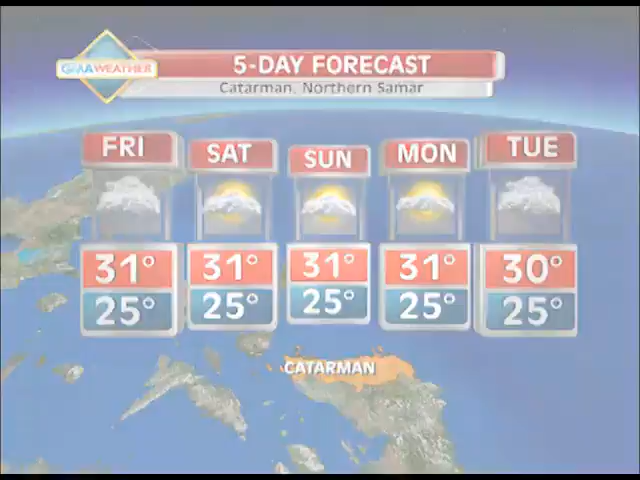 GMA WEATHER
5-DAY FORECAST
Catarman, Northern Samar
FRI SAT SUN MON TUE
31° 31° 31° 31° 30°
25° 25° 25° 25° 25°
CATARMAN